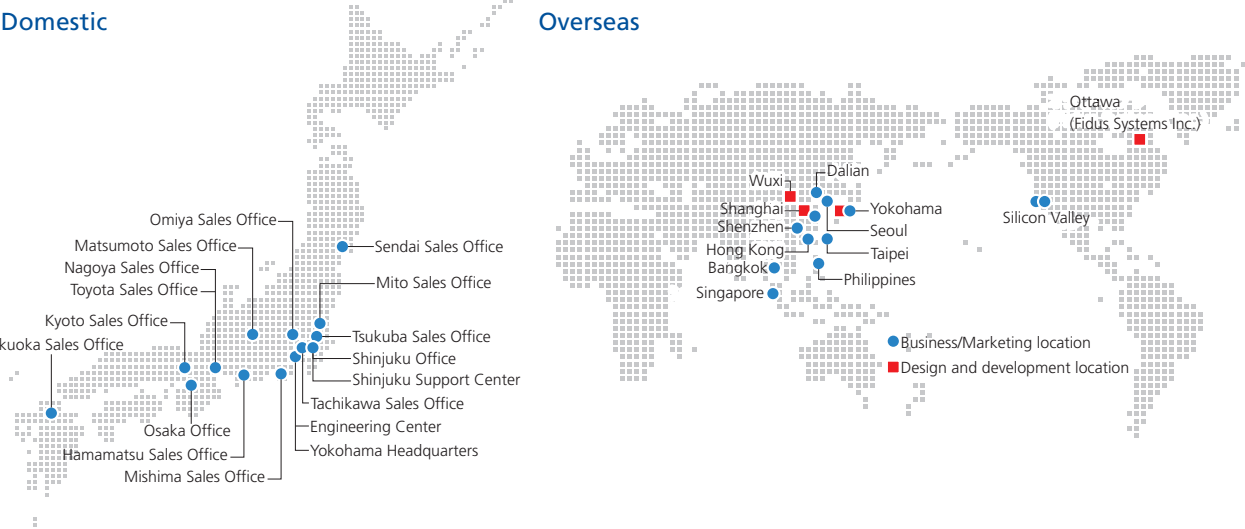 Domestic
Omiya Sales Office
Matsumoto Sales Office
Nagoya Sales Office
Toyota Sales Office
Kyoto Sales Office
kuoka Sales Office
Sendai Sales Office
Mito Sales Office
Tsukuba Sales Office
Shinjuku Office
Shinjuku Support Center
Tachikawa Sales Office
Engineering Center
Yokohama Headquarters
Osaka Office
Hamamatsu Sales Office
Mishima Sales Office
Overseas
Ottawa
(Fidus Systems Inc.)
Wuxi
Dalian
Shanghai
Yokohama
Shenzhen
Seoul
Hong Kong
Taipei
Bangkok
Philippines
Singapore
Silicon Valley
Business/Marketing location
Design and development location